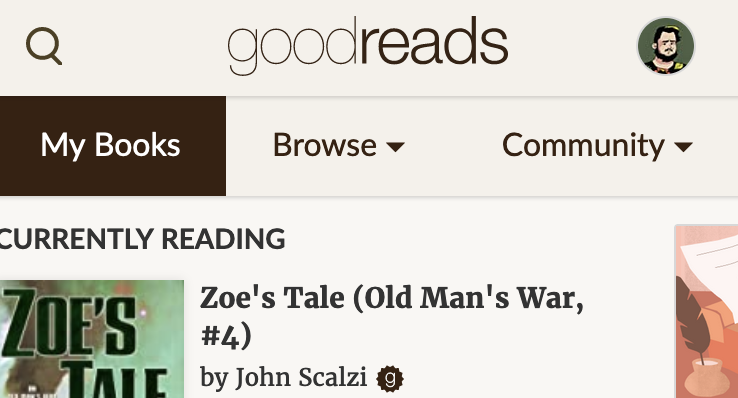 goodreads
My Books Browse Community
CURRENTLY READING
ZOE'S
TALE
Zoe's Tale (Old Man's War,
#4)
by John Scalzi g